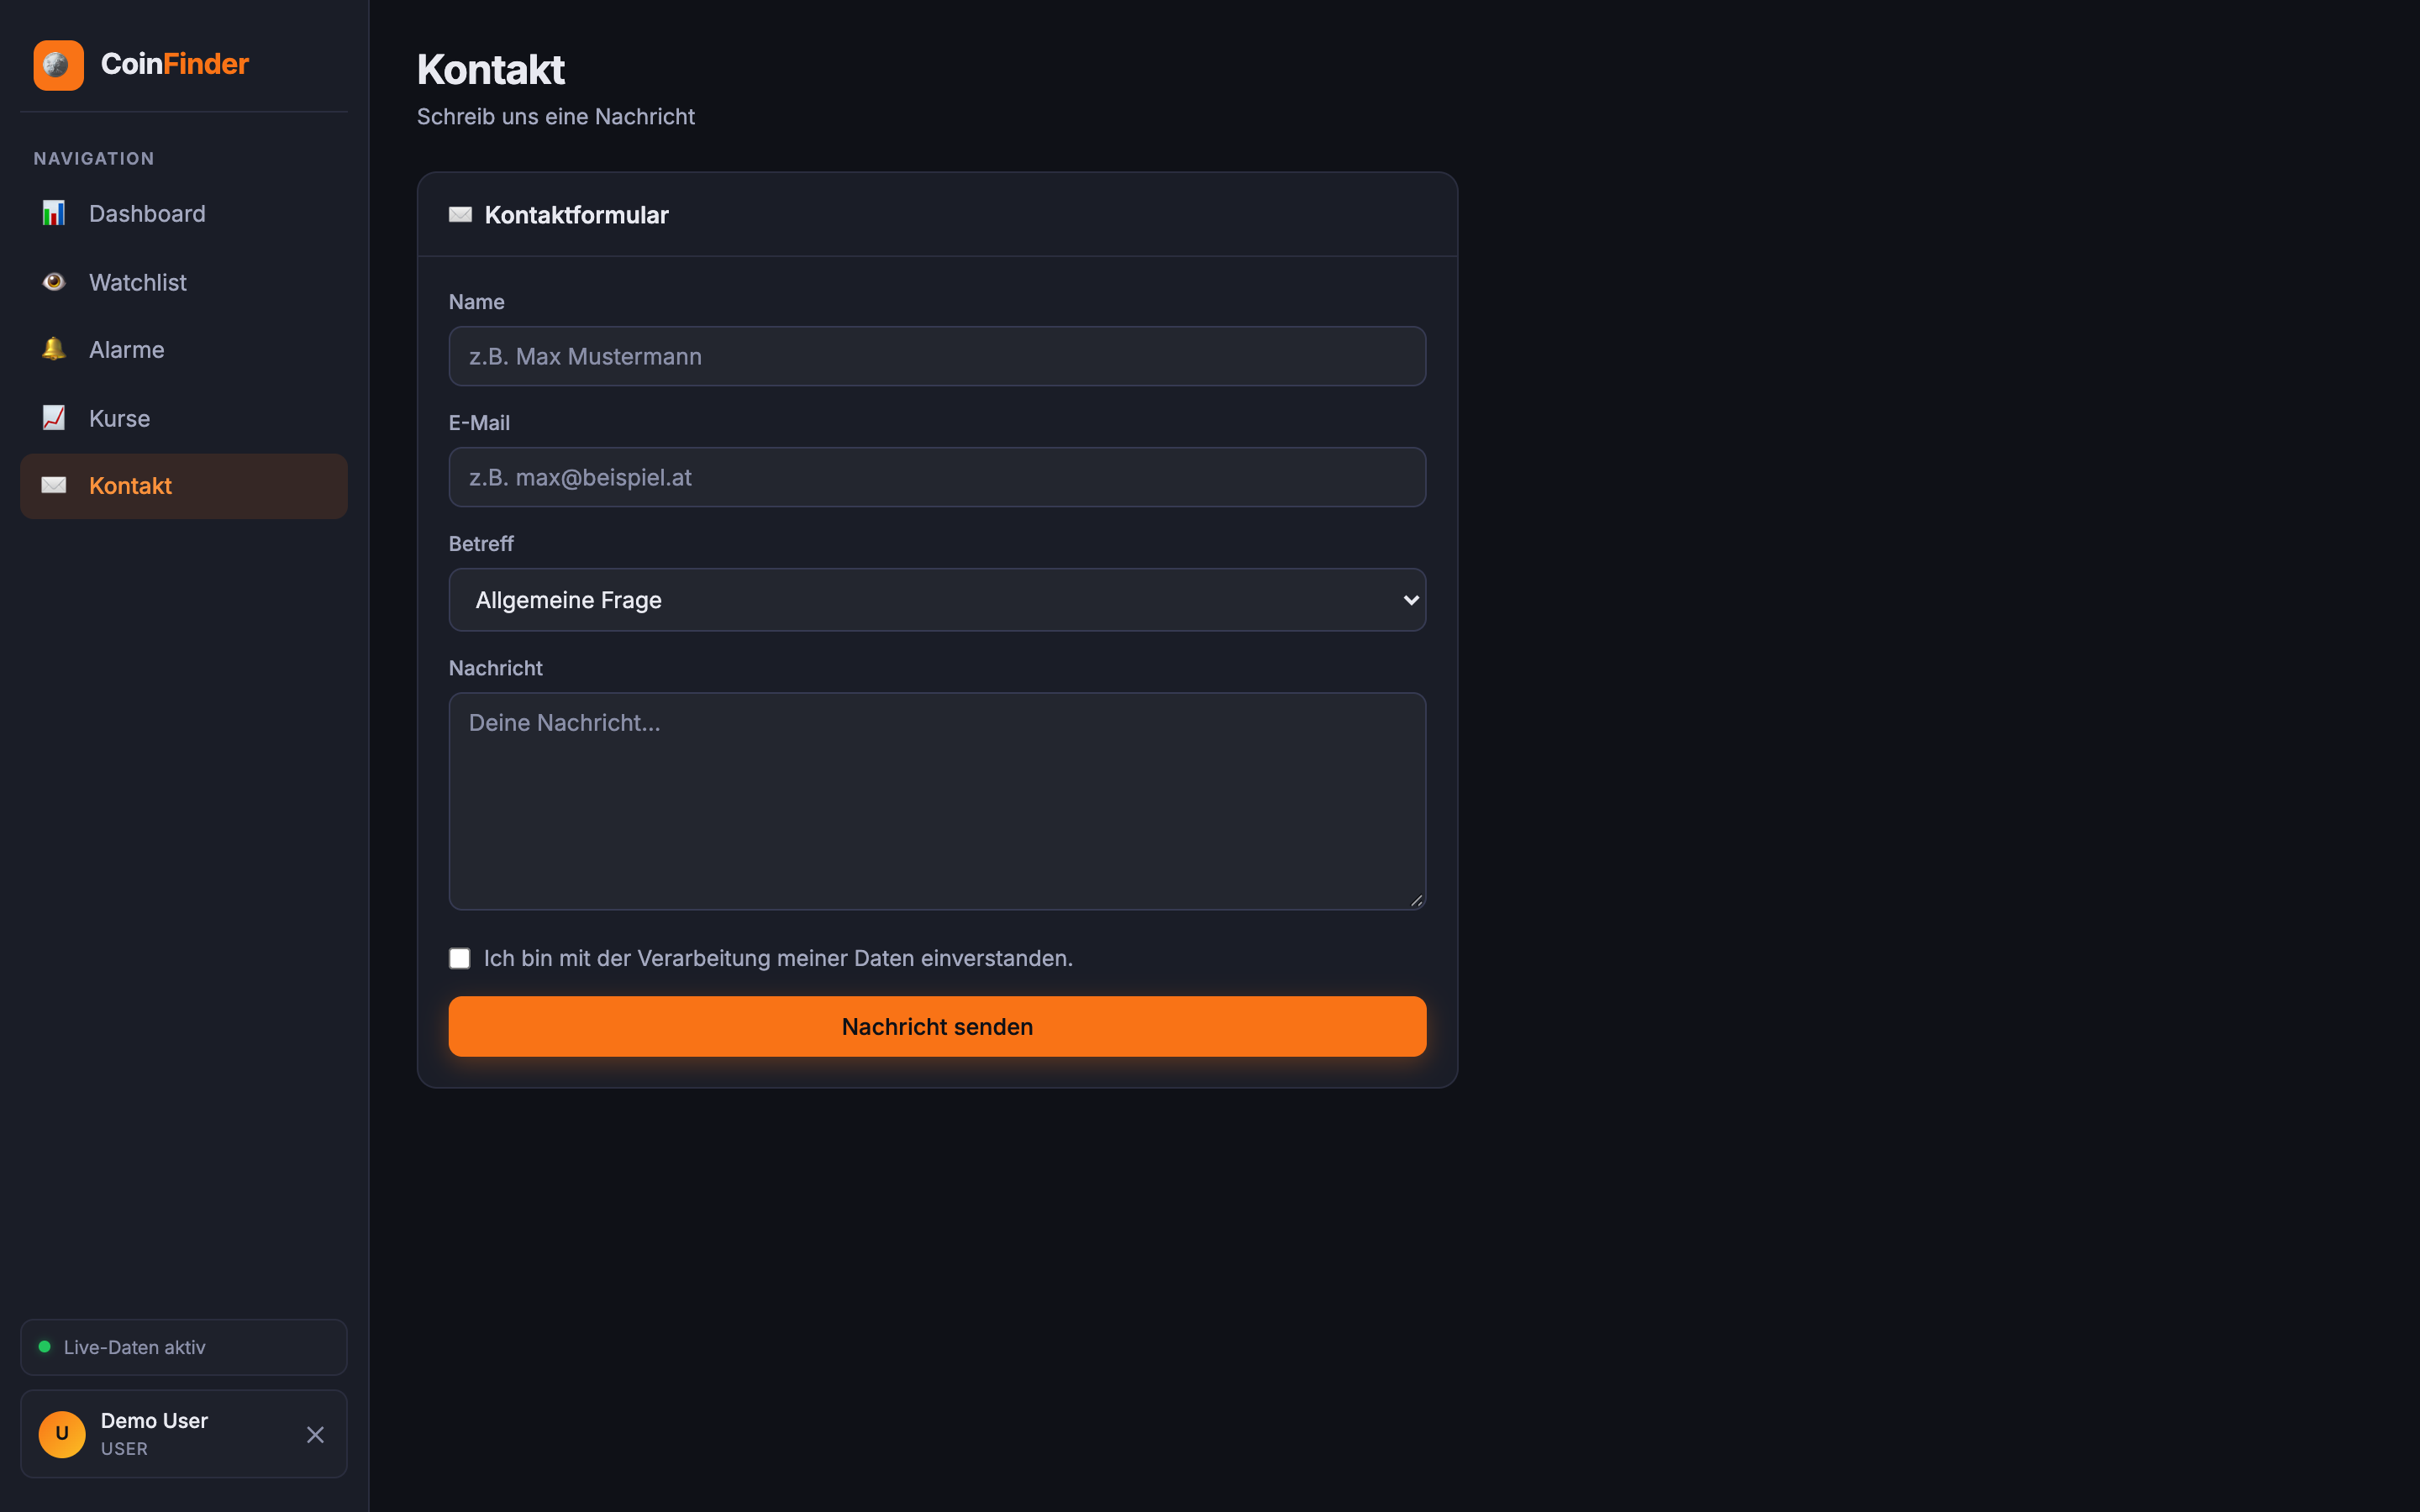 CoinFinder
NAVIGATION
Dashboard
Watchlist
Alarme
Kurse
Kontakt
Live-Daten aktiv
U
Demo User
USER
Kontakt
Schreib uns eine Nachricht
Kontaktformular
Name
z.B. Max Mustermann
E-Mail
z.B. max@beispiel.at
Betreff
Allgemeine Frage
Nachricht
Deine Nachricht...
Ich bin mit der Verarbeitung meiner Daten einverstanden.
Nachricht senden